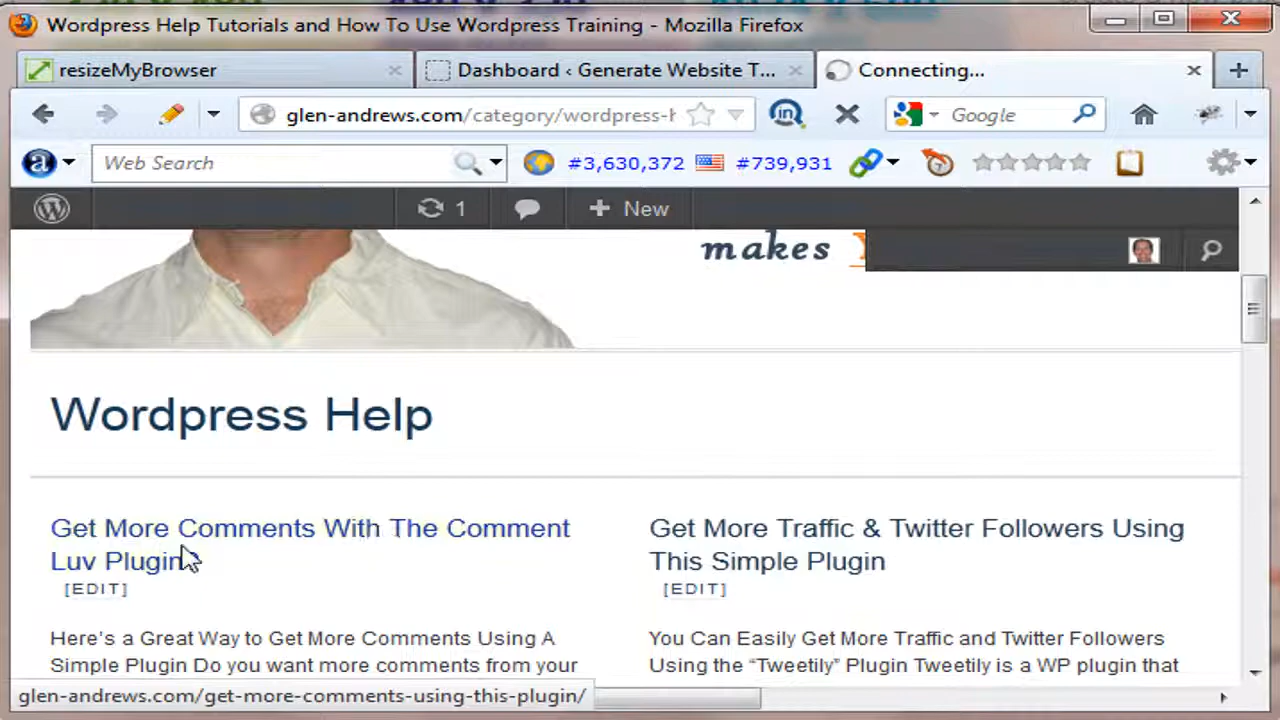 Wordpress Help Tutorials and How To Use Wordpress Training - Mozilla Firefox
resizeMyBrowser
Dashboard ‹ Generate Website T...
Connecting...
glen-andrews.com/category/wordpress-h
Google
Web Search
#3,630,372
#739,931
1
New
makes
Wordpress Help
Get More Comments With The Comment
Luv Plugin
[EDIT]
Here's a Great Way to Get More Comments Using A
Simple Plugin Do you want more comments from your
Get More Traffic & Twitter Followers Using
This Simple Plugin
[EDIT]
You Can Easily Get More Traffic and Twitter Followers
Using the “Tweetily” Plugin Tweetily is a WP plugin that
glen-andrews.com/get-more-comments-using-this-plugin/